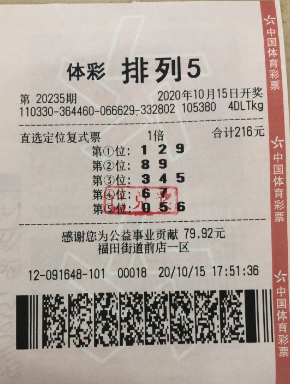 体彩 排列5
第 20235期 2020年10月15日开奖
110330-364460-066629-332802 105380 4DLTkg
直选定位复式票 1倍 合计216元
第①位: 1 2 9
第②位: 8 9
第③位: 3 4 5
第④位: 6 7
第⑤位: 0 5 6
感谢您为公益事业贡献 79.92元
福田街道前店一区
12-091648-101 00018 20/10/15 17:51:36
中国体育彩票
中国体育彩票
中国体育彩票